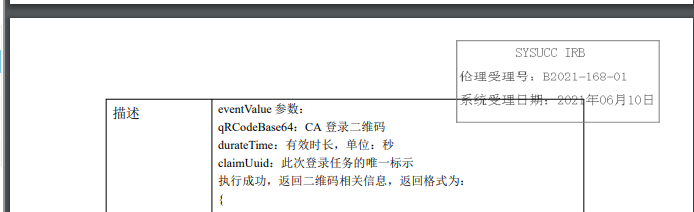 SYSUCC IRB
伦理受理号：B2021-168-01
系统受理日期：2021年06月10日
描述
eventValue 参数：
qRCodeBase64：CA 登录二维码
durateTime：有效时长，单位：秒
claimUuid：此次登录任务的唯一标示
执行成功，返回二维码相关信息，返回格式为：
{